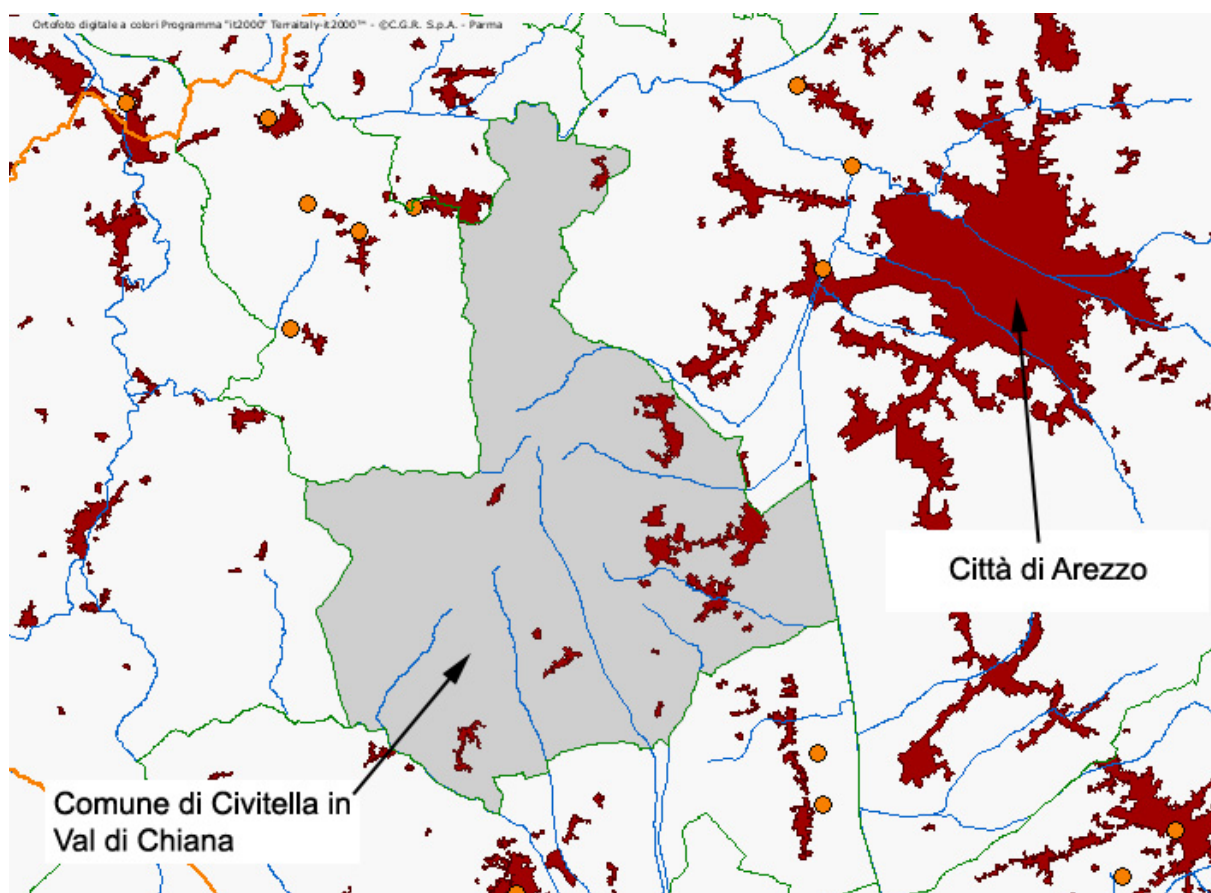 Ortofoto digitale a colori Programma "it2000" Terraitaly-it2000™ - ©C.G.R. S.p.A. - Parma
Città di Arezzo
Comune di Civitella in
Val di Chiana